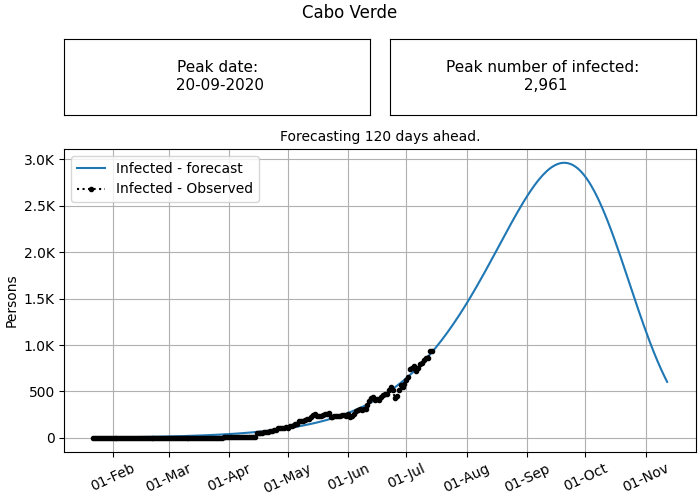 Cabo Verde
Peak date:
20-09-2020
Peak number of infected:
2,961
Forecasting 120 days ahead.
Infected - forecast
Infected - Observed
Persons
3.0K
2.5K
2.0K
1.5K
1.0K
500
0
01-Feb
01-Mar
01-Apr
01-May
01-Jun
01-Jul
01-Aug
01-Sep
01-Oct
01-Nov